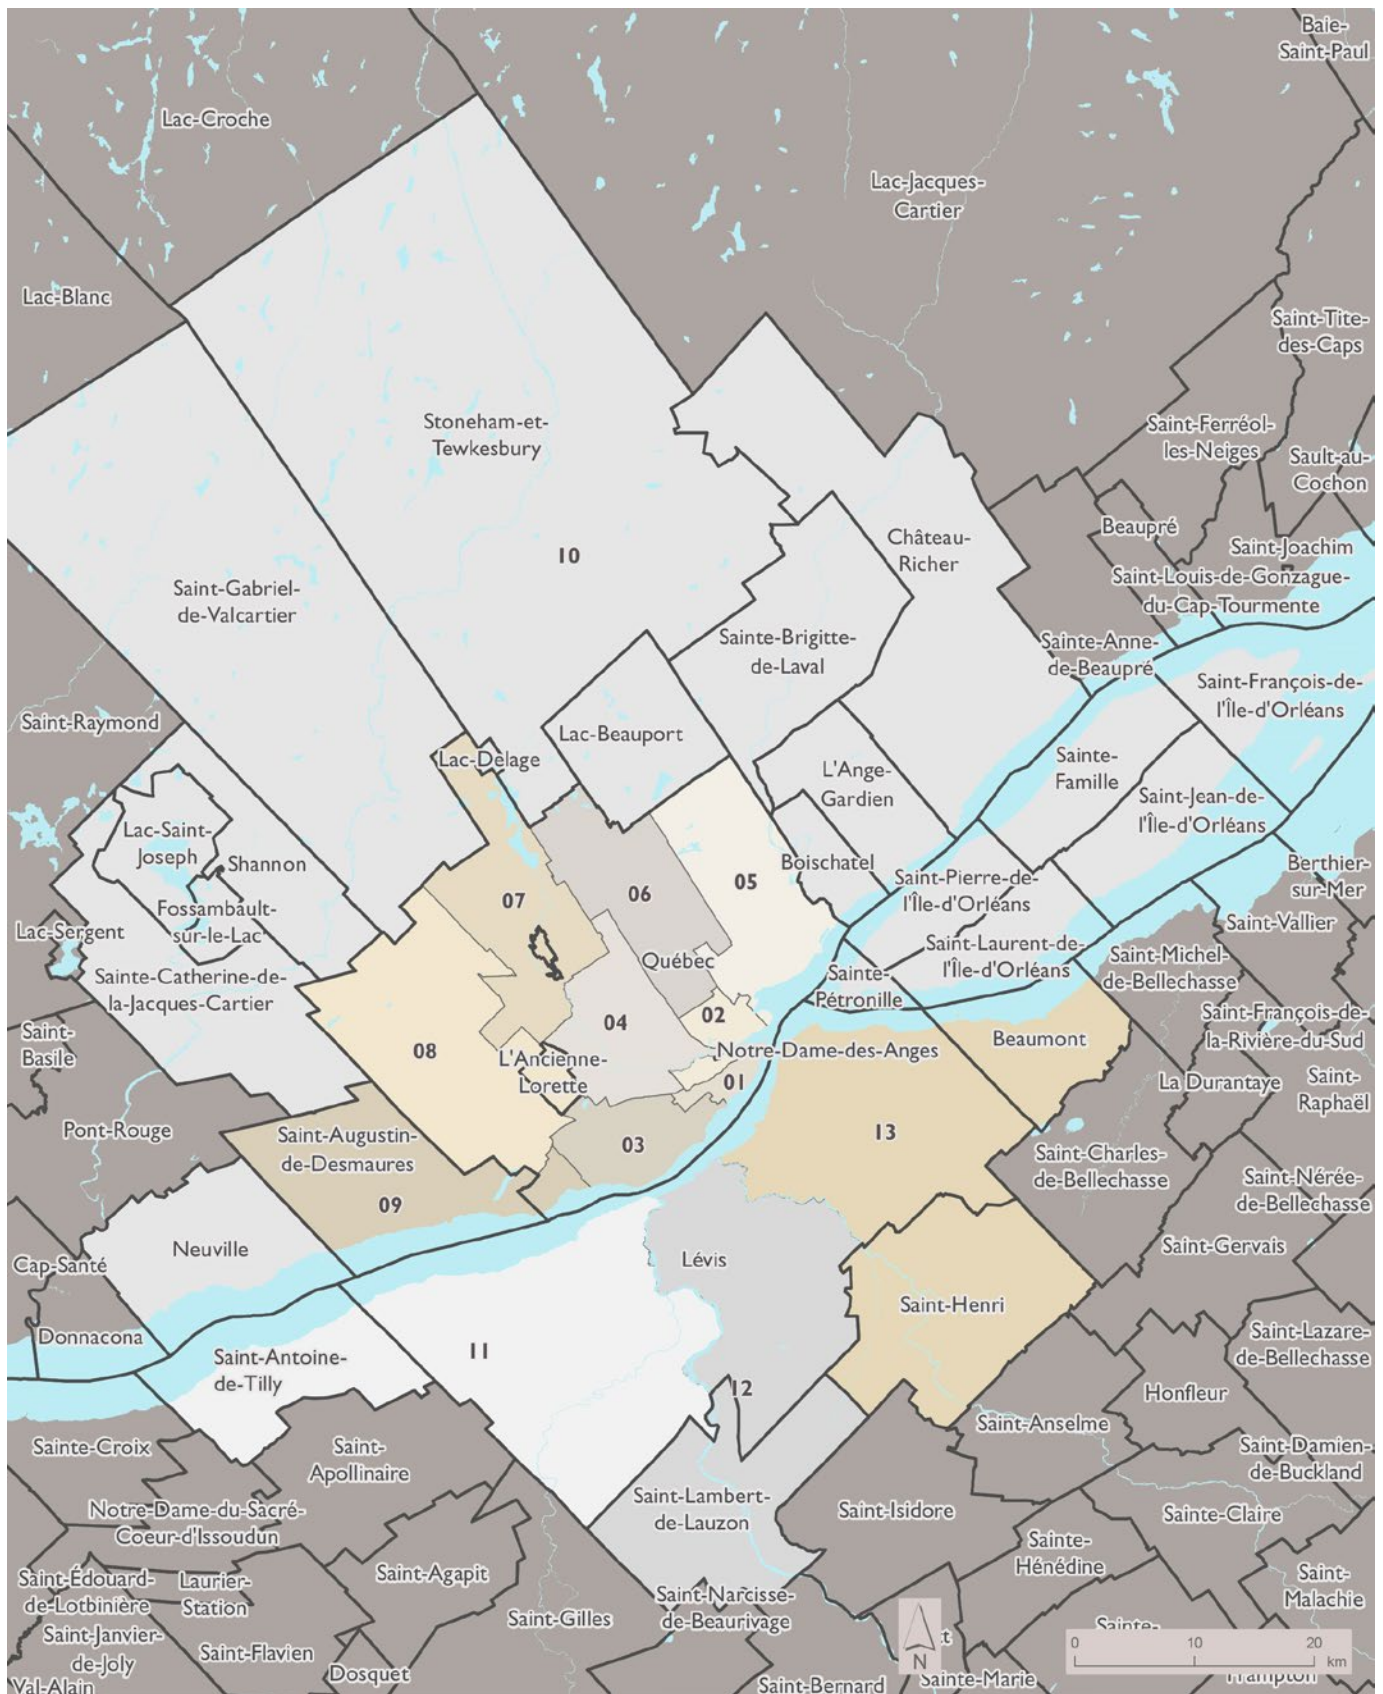 Baie-
Saint-Paul
Lac-Croche
Lac-Jacques-
Cartier
Lac-Blanc
Saint-Tite-
des-Caps
Stoneham-et-
Tewkesbury
Saint-Ferréol-
les-Neiges
Sault-au-
Cochon
Beaupré
Château-
Richer
Saint-Joachim
10
Saint-Louis-de-Gonzague-
du-Cap-Tourmente
Saint-Gabriel-
de-Valcartier
Sainte-Brigitte-
de-Laval
Sainte-Anne-
de-Beaupré
Saint-François-de-
l'Île-d'Orléans
Saint-Raymond
Lac-Beauport
Lac-Delage
Sainte-
Famille
L'Ange-
Gardien
Saint-Jean-de-
l'Île-d'Orléans
Lac-Saint-
Joseph
Shannon
Boischatel
Berthier-
sur-Mer
05
06
07
Saint-Pierre-de-
l'Île-d'Orléans
Fossambault-
sur-le-Lac
Saint-Vallier
Lac-Sergent
Québec
Saint-Laurent-de-
l'Île-d'Orléans
Saint-Michel-
de-Bellechasse
Sainte-Catherine-de-
la-Jacques-Cartier
Sainte-
Pétronille
Saint-François-de-
la-Rivière-du-Sud
02
04
Saint-
Basile
Beaumont
08
Notre-Dame-des-Anges
L'Ancienne-
Lorette
01
La Durantaye
Saint-
Raphaël
Pont-Rouge
Saint-Augustin-
de-Desmaures
13
03
Saint-Charles-
de-Bellechasse
Saint-Nérée-
de-Bellechasse
09
Neuville
Lévis
Saint-Gervais
Cap-Santé
Saint-Henri
Donnacona
Saint-Lazare-
de-Bellechasse
11
Saint-Antoine-
de-Tilly
12
Honfleur
Saint-Anselme
Sainte-Croix
Saint-
Apollinaire
Saint-Damien-
de-Buckland
Saint-Lambert-
de-Lauzon
Notre-Dame-du-Sacré-
Coeur-d'Issoudun
Saint-Isidore
Sainte-Claire
Sainte-
Hénédine
Saint-Édouard-
de-Lotbinière
Laurier-
Station
Saint-Agapit
Saint-
Malachie
Saint-Narcisse-
de-Beaurivage
Saint-Gilles
Sainte-
Saint-Janvier-
de-Joly
Saint-Flavien
tt
0 10 20
km
N
Dosquet
Val-Alain
Saint-Bernard
Sainte-Marie
Frampton